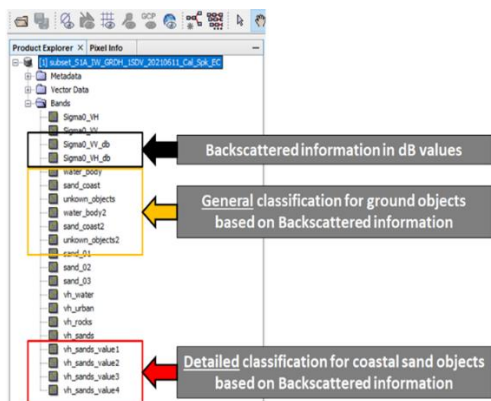 GCP
Product Explorer × Pixel Info
[1] subset_S1A_IW_GRDH_1SDV_20210611_Cal_Spk_EC
Metadata
Vector Data
Bands
Sigma0_VH
Sigma0_VV
Sigma0_VV_db
Sigma0_VH_db
water_body
sand_coast
unkown_objects
water_body2
sand_coast2
unkown_objects2
sand_01
sand_02
sand_03
vh_water
vh_urban
vh_rocks
vh_sands
vh_sands_value1
vh_sands_value2
vh_sands_value3
vh_sands_value4
Backscattered information in dB values
General classification for ground objects
based on Backscattered information
Detailed classification for coastal sand objects
based on Backscattered information